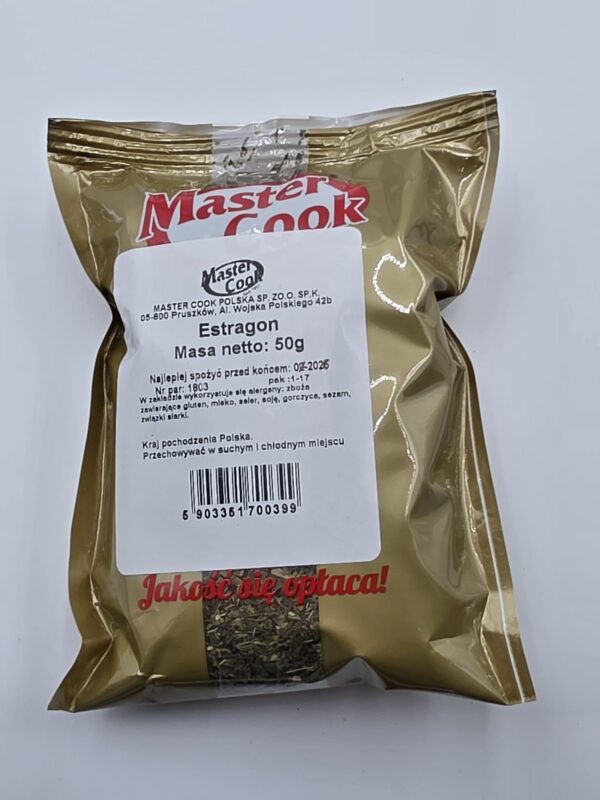 Master
Cook
Master
Cook
MASTER COOK POLSKA SP. ZO.O. SP.K.
05-800 Pruszków, Al. Wojska Polskiego 42b
Estragon
Masa netto: 50g
Najlepiej spożyć przed końcem:
Nr par: 1803 pak :1-17
W zakładzie wykorzystuje się alergeny: zboża
zawierające gluten, mleko, seler, soję, gorczyca, sezam,
związki siarki.
Kraj pochodzenia Polska.
Przechowywać w suchym i chłodnym miejscu
5 903351 700399
Jakość się opłaca!